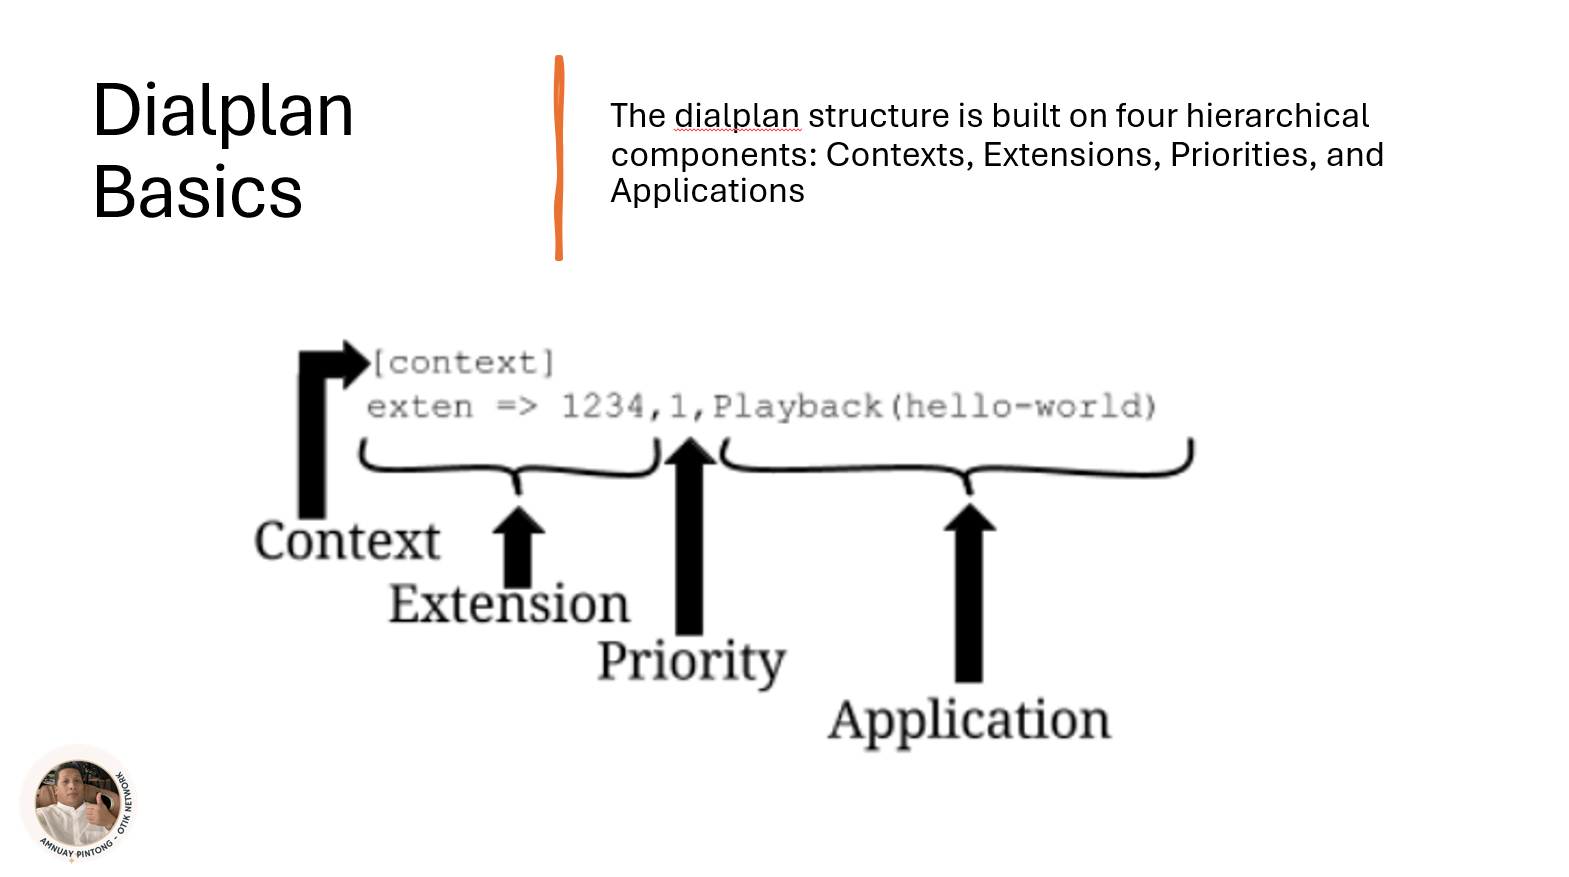 Dialplan
Basics
The dialplan structure is built on four hierarchical
components: Contexts, Extensions, Priorities, and
Applications
[context]
exten => 1234,1,Playback(hello-world)
Context
Extension
Priority
Application
AMNUAY PINTONG - OTIK NETWORK